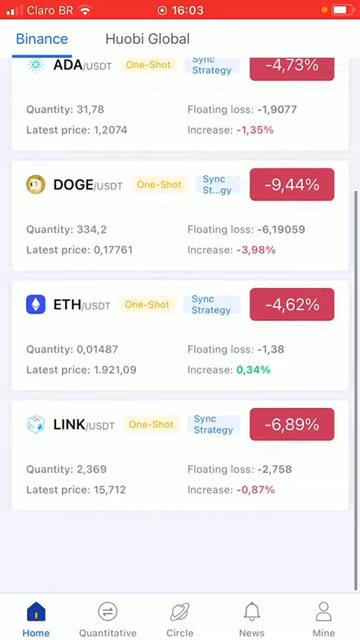 Claro BR 16:03
Binance Huobi Global
ADA/USDT One-Shot Sync Strategy -4,73%
Quantity: 31,78 Floating loss: -1,9077
Latest price: 1,2074 Increase: -1,35%
DOGE/USDT One-Shot Sync St...gy -9,44%
Quantity: 334,2 Floating loss: -6,19059
Latest price: 0,17761 Increase: -3,98%
ETH/USDT One-Shot Sync Strategy -4,62%
Quantity: 0,01487 Floating loss: -1,38
Latest price: 1.921,09 Increase: 0,34%
LINK/USDT One-Shot Sync Strategy -6,89%
Quantity: 2,369 Floating loss: -2,758
Latest price: 15,712 Increase: -0,87%
Home Quantitative Circle News Mine